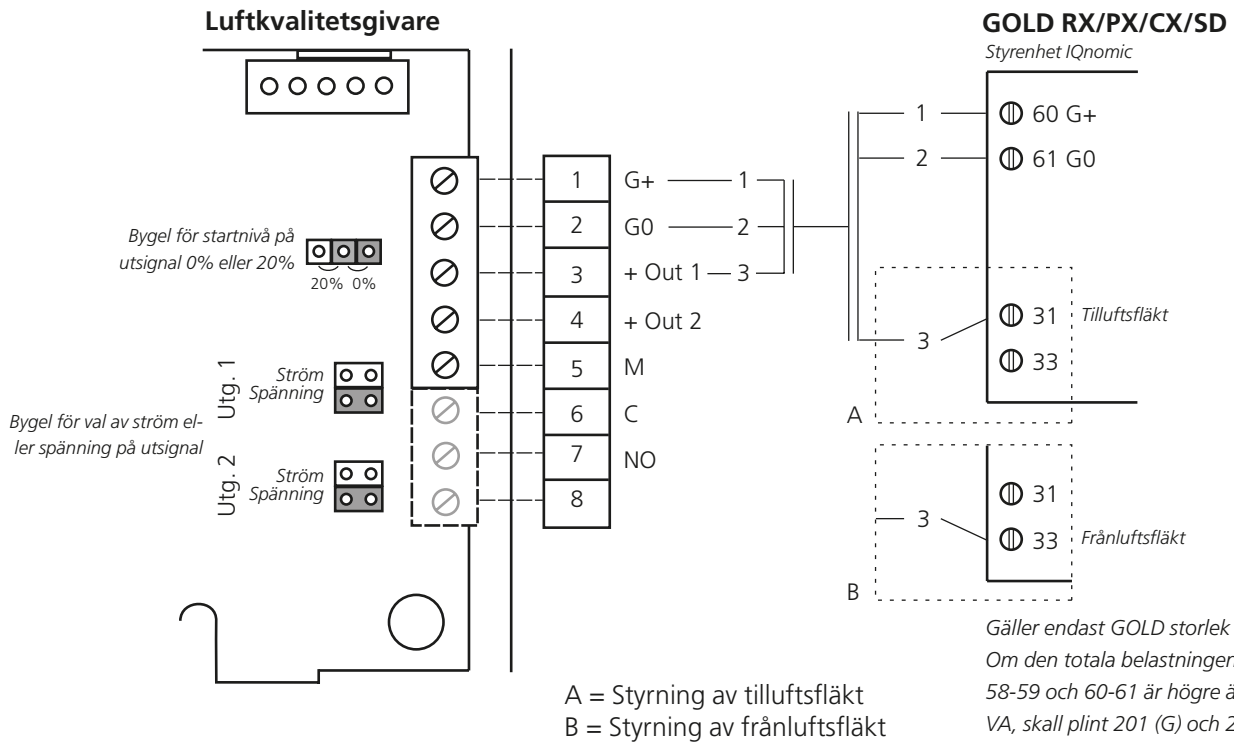 Luftkvalitetsgivare
GOLD RX/PX/CX/SD
Styrenhet IQnomic
1
60 G+
2
61 G0
1 G+ 1
2 G0 2
3 + Out 1 3
4 + Out 2
5 M
6 C
7 NO
8
Bygel för startnivå på
utsignal 0% eller 20%
20% 0%
3
31 Tilluftsfläkt
33
A
Utg. 1
Ström
Spänning
Bygel för val av ström el-
ler spänning på utsignal
Utg. 2
Ström
Spänning
31
3
33 Frånluftsfläkt
B
A = Styrning av tilluftsfläkt
B = Styrning av frånluftsfläkt
Gäller endast GOLD storlek
Om den totala belastningen
58-59 och 60-61 är högre ä
VA, skall plint 201 (G) och 2